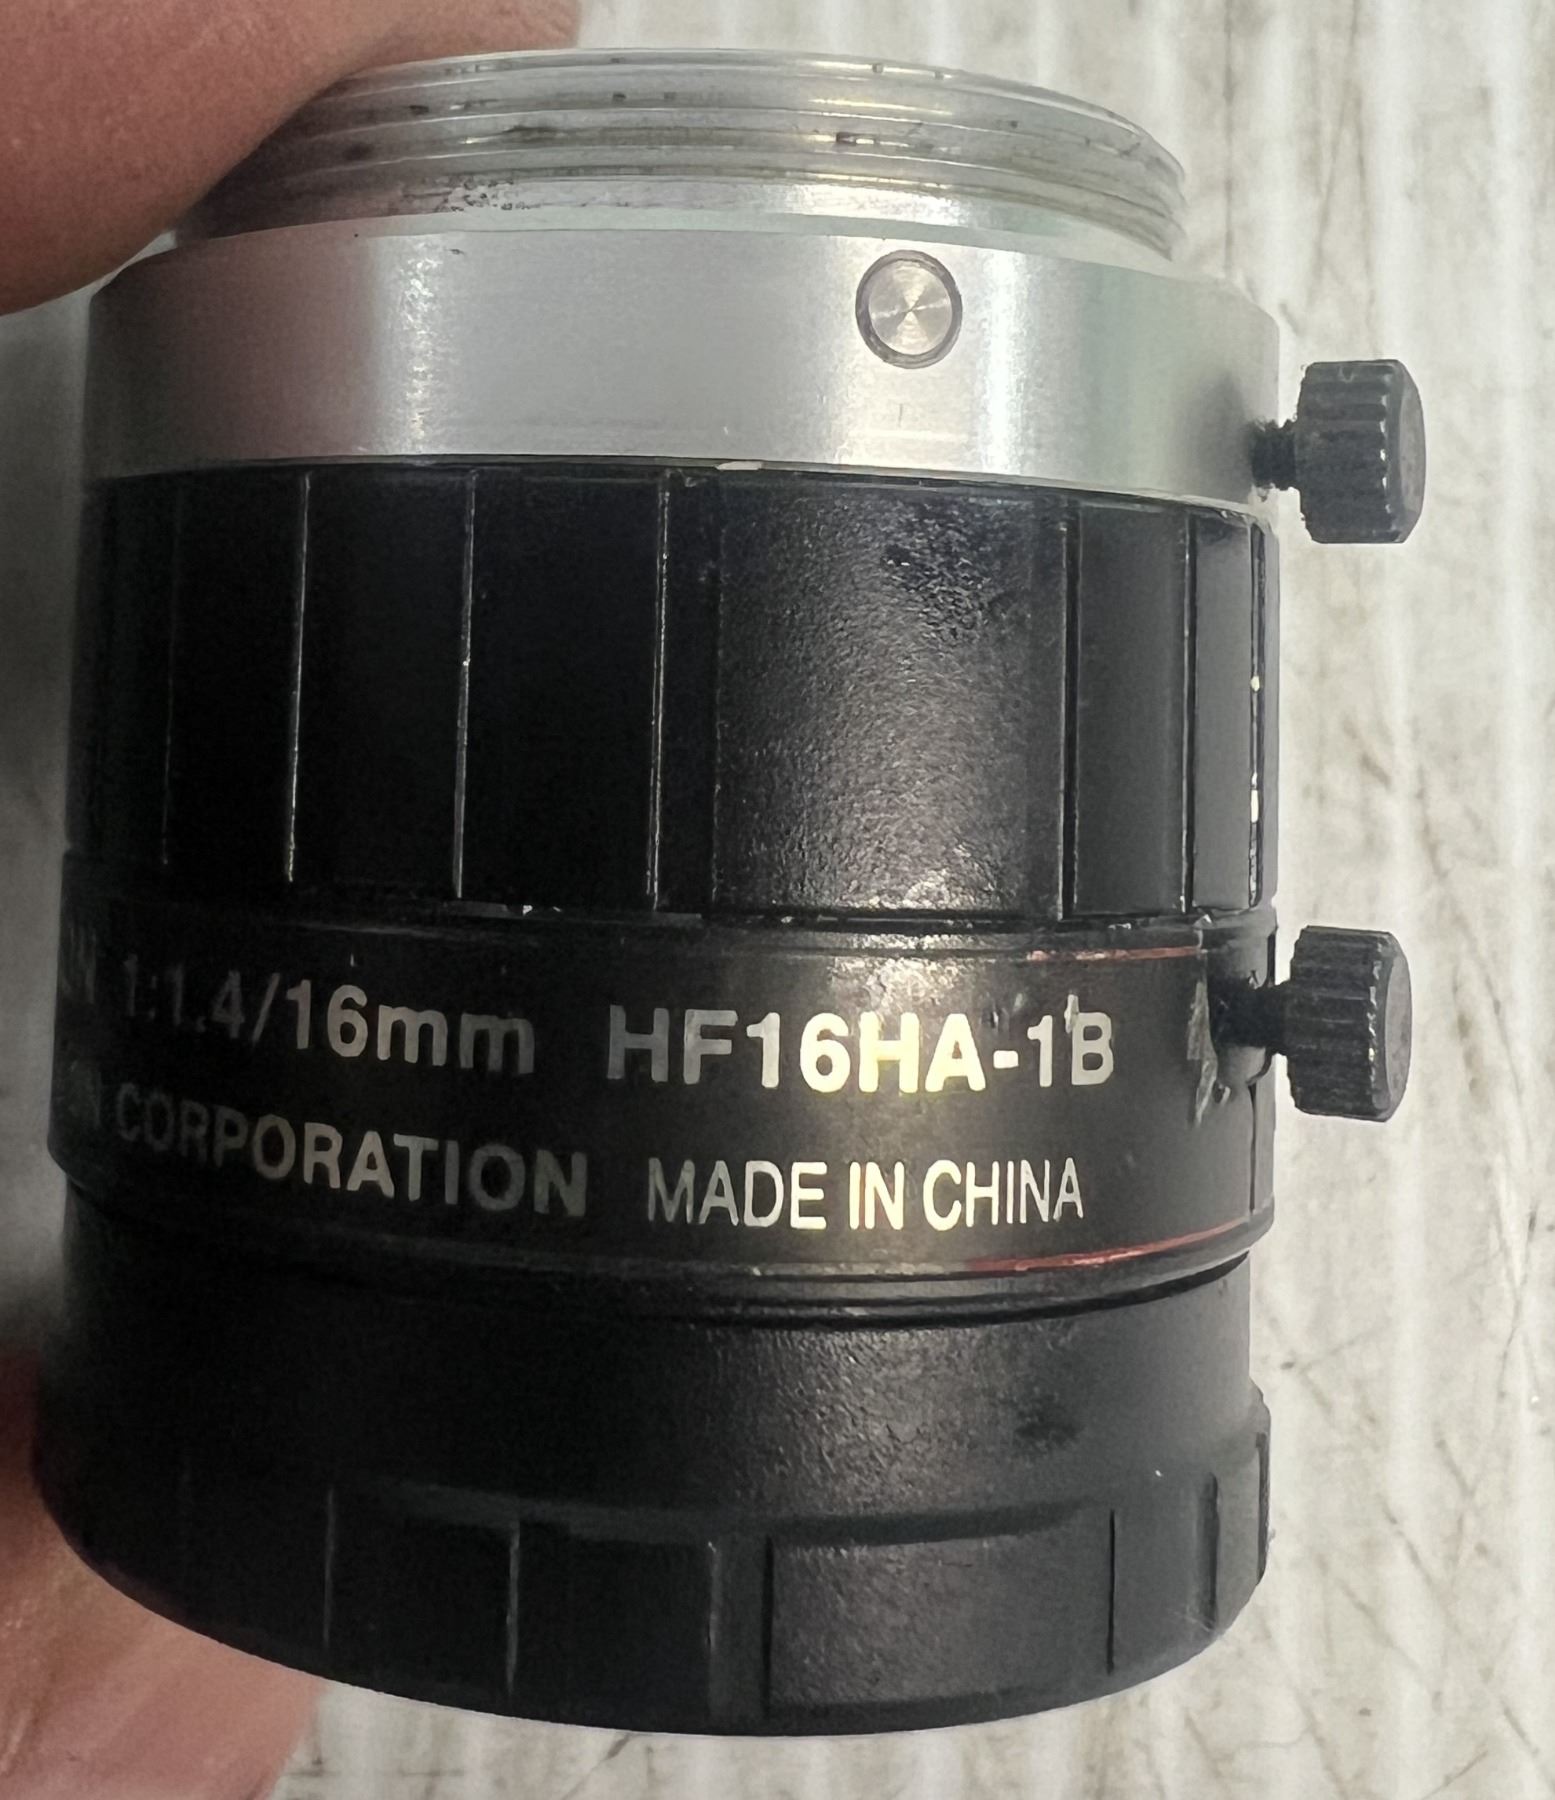 1:1.4/16mm HF16HA-1B
CORPORATION MADE IN CHINA